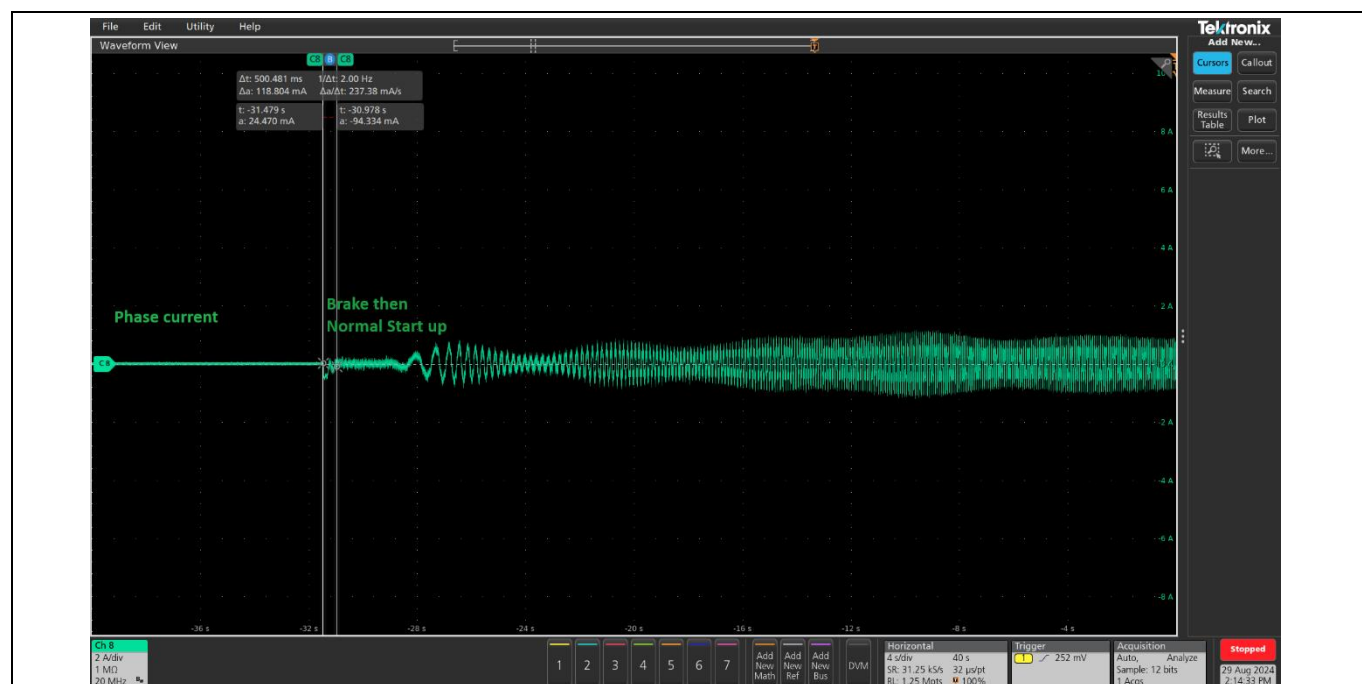 File Edit Utility Help
Tektronix
Waveform View
Add New...
C8 B C8
Cursors Callout
Δt: 500.481 ms 1/Δt: 2.00 Hz
Δa: 118.804 mA Δa/Δt: 237.38 mA/s
Measure Search
t: -31.479 s t: -30.978 s
a: 24.470 mA a: -94.334 mA
Results Table Plot
More...
8 A
6 A
4 A
2 A
Brake then
Normal Start up
Phase current
C8
-2 A
-4 A
-6 A
-8 A
-36 s -32 s -28 s -24 s -20 s -16 s -12 s -8 s -4 s
Ch 8
2 A/div
1 MΩ
20 MHz
1 2 3 4 5 6 7
Add New Math
Add New Ref
Add New Bus
DVM
Horizontal
4 s/div 40 s
SR: 31.25 kS/s 32 µs/pt
RL: 1.25 Mpts 100%
Trigger
1 252 mV
Acquisition
Auto, Analyze
Sample: 12 bits
1 Acqs
Stopped
29 Aug 2024
2:14:33 PM